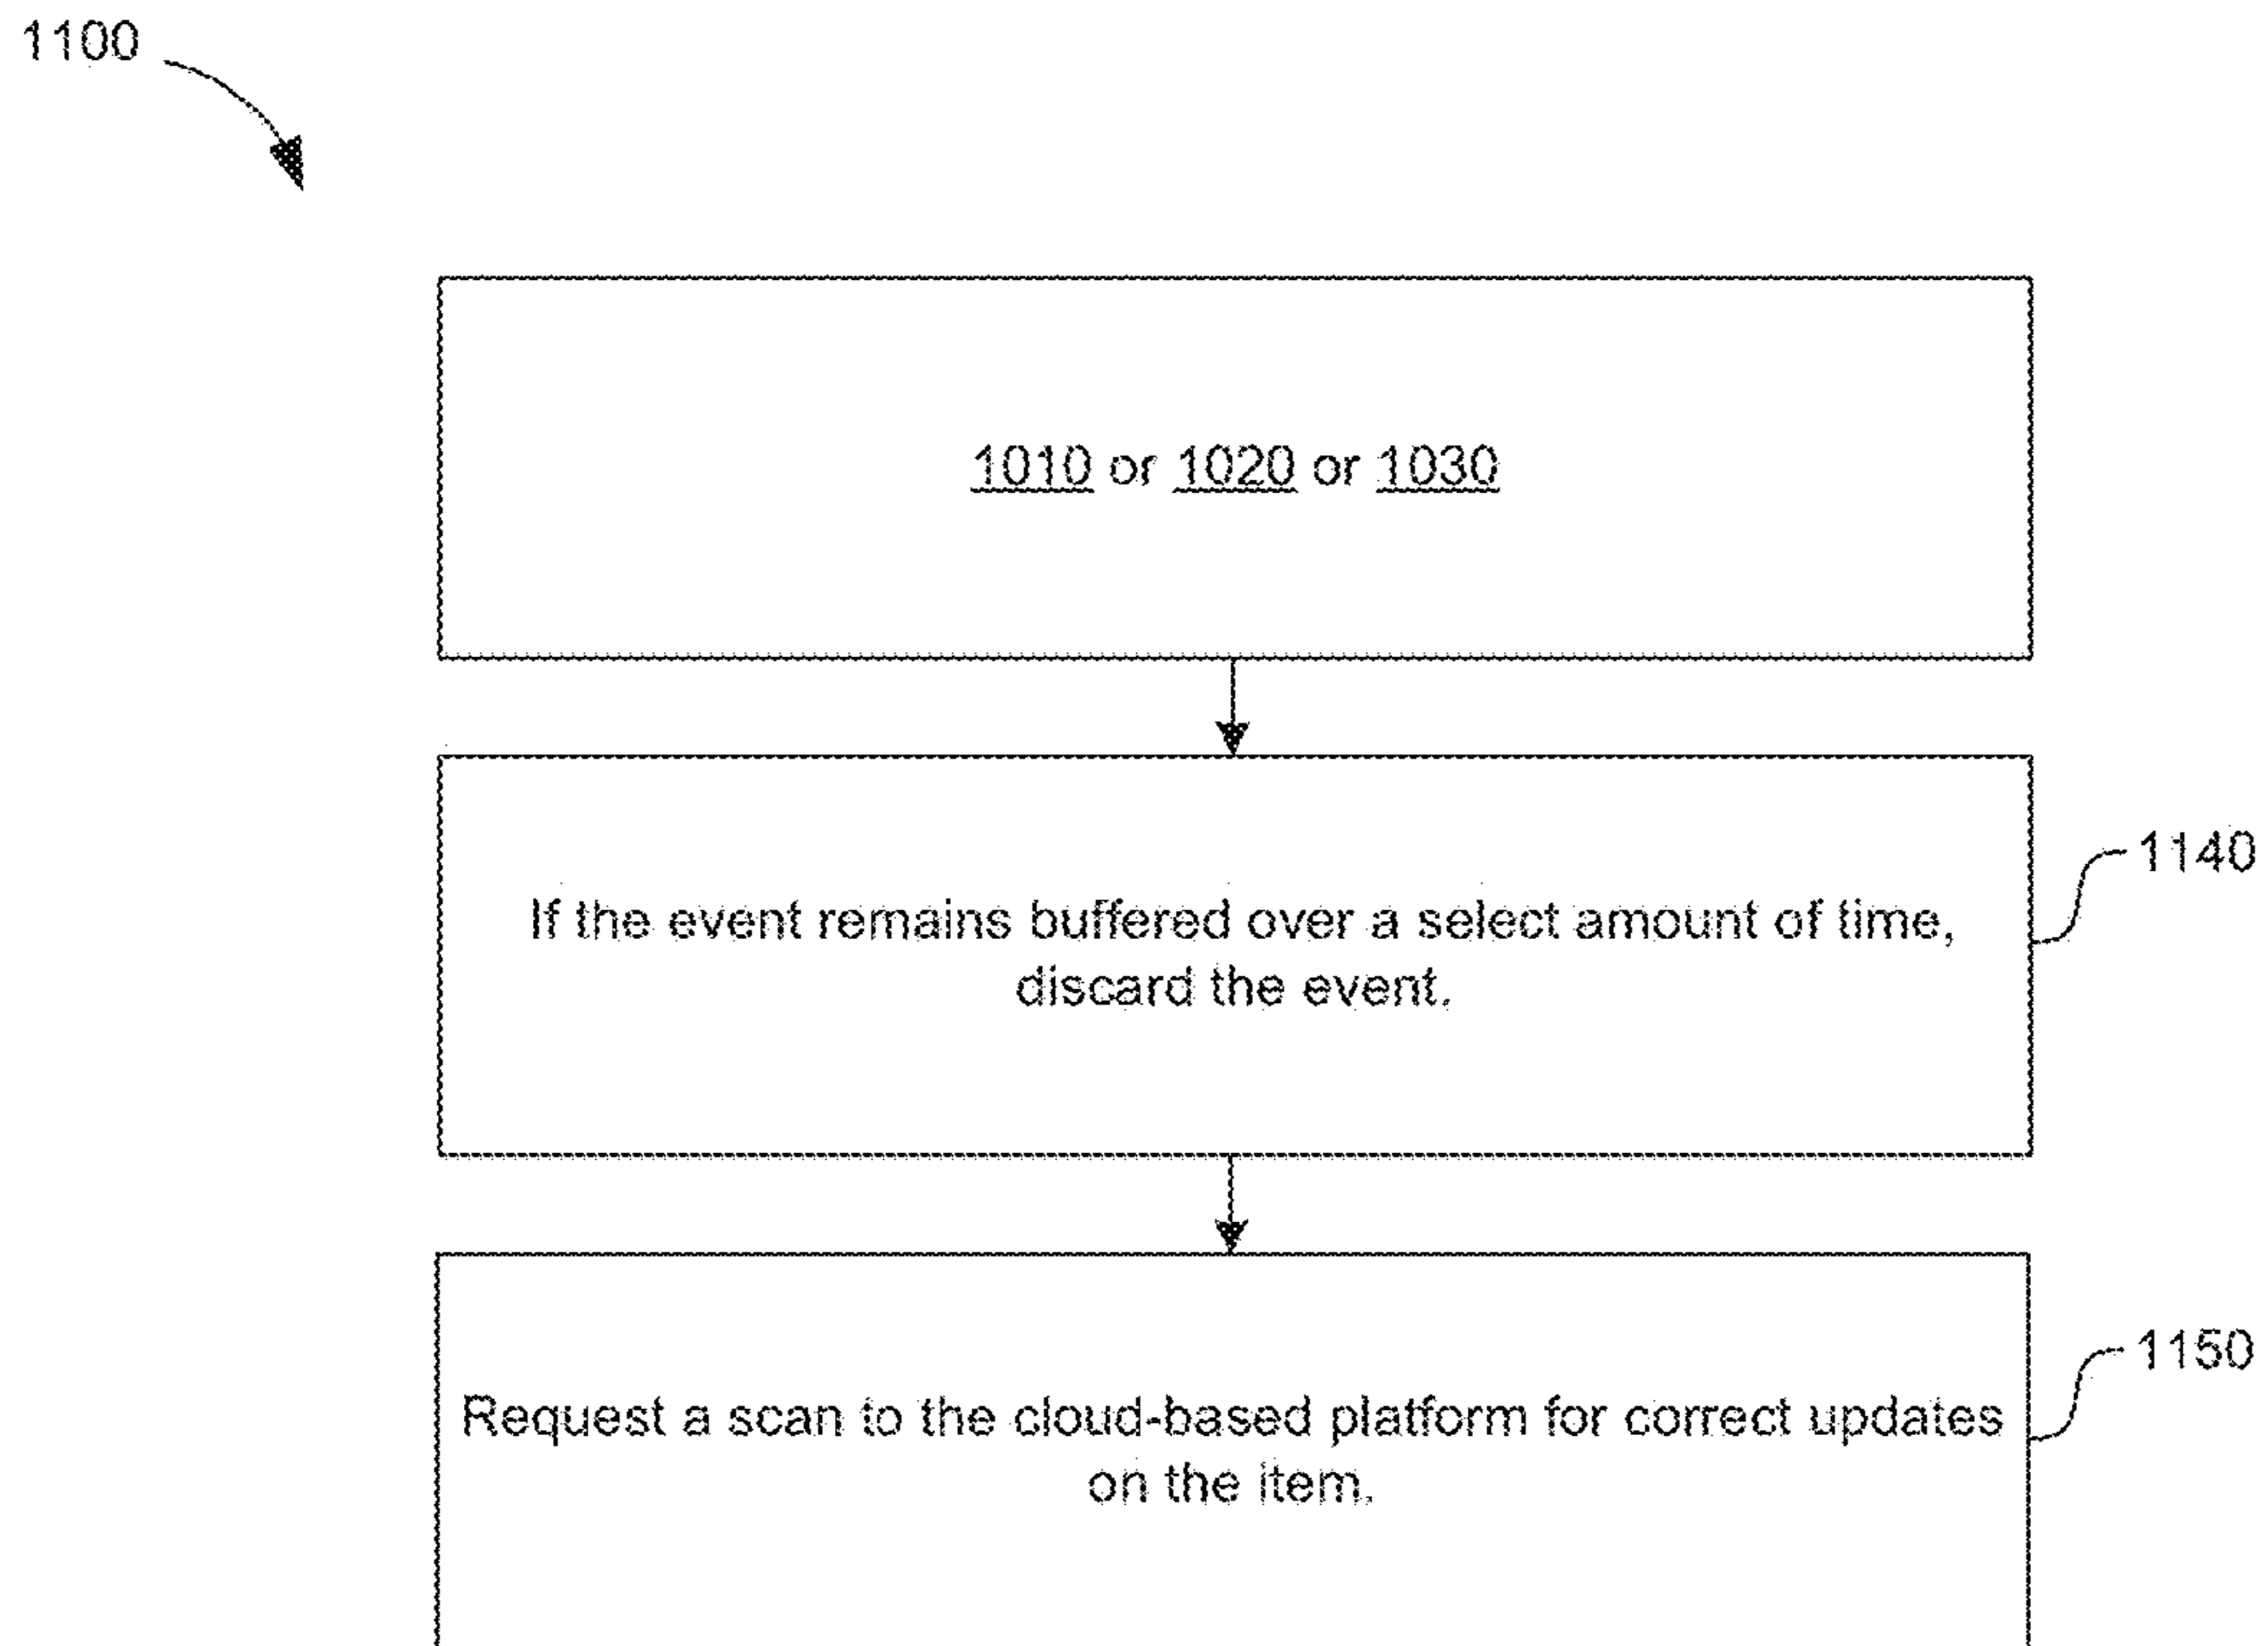 1100
1010 or 1020 or 1030
1140
If the event remains buffered over a select amount of time,
discard the event.
1150
Request a scan to the cloud-based platform for correct updates
on the item.